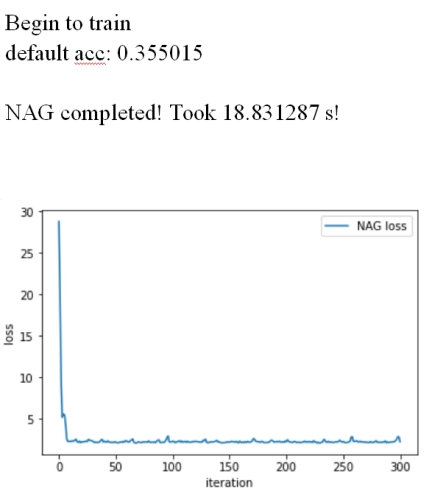 Begin to train
default acc: 0.355015
NAG completed! Took 18.831287 s!
30
NAG loss
25
20
loss
15
10
5
0 50 100 150 200 250 300
iteration